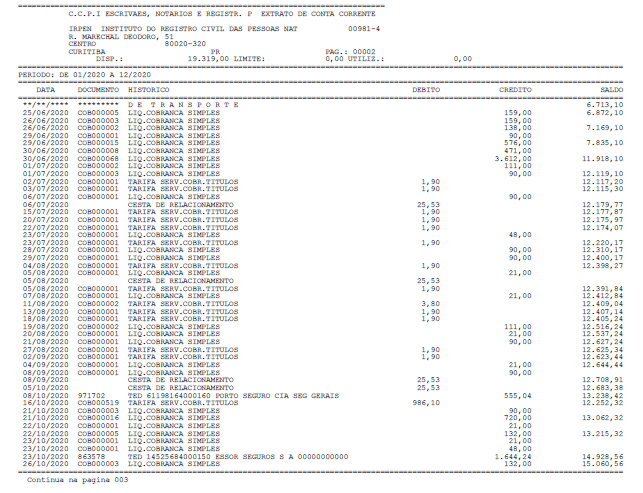 ================================================================================
C.C.P.I ESCRIVAES, NOTARIOS E REGISTR. P EXTRATO DE CONTA CORRENTE
IRPEN INSTITUTO DO REGISTRO CIVIL DAS PESSOAS NAT 00981-4
R. MARECHAL DEODORO, 51
CENTRO 80020-320
CURITIBA PR PAG.: 00002
DISP.: 19.319,00 LIMITE: 0,00 UTILIZ.: 0,00
================================================================================
PERIODO: DE 01/2020 A 12/2020
================================================================================
DATA DOCUMENTO HISTORICO DEBITO CREDITO SALDO
================================================================================
**/**/**** ********* D E T R A N S P O R T E 6.713,10
25/06/2020 COB000005 LIQ.COBRANCA SIMPLES 159,00 6.872,10
26/06/2020 COB000003 LIQ.COBRANCA SIMPLES 159,00
26/06/2020 COB000002 LIQ.COBRANCA SIMPLES 138,00 7.169,10
29/06/2020 COB000001 LIQ.COBRANCA SIMPLES 90,00
29/06/2020 COB000015 LIQ.COBRANCA SIMPLES 576,00 7.835,10
30/06/2020 COB000008 LIQ.COBRANCA SIMPLES 471,00
30/06/2020 COB000068 LIQ.COBRANCA SIMPLES 3.612,00 11.918,10
01/07/2020 COB000002 LIQ.COBRANCA SIMPLES 111,00
01/07/2020 COB000003 LIQ.COBRANCA SIMPLES 90,00 12.119,10
02/07/2020 COB000001 TARIFA SERV.COBR.TITULOS 1,90 12.117,20
03/07/2020 COB000001 TARIFA SERV.COBR.TITULOS 1,90 12.115,30
06/07/2020 COB000001 LIQ.COBRANCA SIMPLES 90,00
06/07/2020 CESTA DE RELACIONAMENTO 25,53 12.179,77
15/07/2020 COB000001 TARIFA SERV.COBR.TITULOS 1,90 12.177,87
20/07/2020 COB000001 TARIFA SERV.COBR.TITULOS 1,90 12.175,97
22/07/2020 COB000001 TARIFA SERV.COBR.TITULOS 1,90 12.174,07
23/07/2020 COB000001 LIQ.COBRANCA SIMPLES 48,00
23/07/2020 COB000001 TARIFA SERV.COBR.TITULOS 1,90 12.220,17
28/07/2020 COB000001 LIQ.COBRANCA SIMPLES 90,00 12.310,17
29/07/2020 COB000001 LIQ.COBRANCA SIMPLES 90,00 12.400,17
04/08/2020 COB000001 TARIFA SERV.COBR.TITULOS 1,90 12.398,27
05/08/2020 COB000001 LIQ.COBRANCA SIMPLES 21,00
05/08/2020 CESTA DE RELACIONAMENTO 25,53
05/08/2020 COB000001 TARIFA SERV.COBR.TITULOS 1,90 12.391,84
07/08/2020 COB000001 LIQ.COBRANCA SIMPLES 21,00 12.412,84
11/08/2020 COB000002 TARIFA SERV.COBR.TITULOS 3,80 12.409,04
13/08/2020 COB000001 TARIFA SERV.COBR.TITULOS 1,90 12.407,14
18/08/2020 COB000001 TARIFA SERV.COBR.TITULOS 1,90 12.405,24
19/08/2020 COB000002 LIQ.COBRANCA SIMPLES 111,00 12.516,24
20/08/2020 COB000001 LIQ.COBRANCA SIMPLES 21,00 12.537,24
21/08/2020 COB000001 LIQ.COBRANCA SIMPLES 90,00 12.627,24
27/08/2020 COB000001 TARIFA SERV.COBR.TITULOS 1,90 12.625,34
02/09/2020 COB000001 TARIFA SERV.COBR.TITULOS 1,90 12.623,44
04/09/2020 COB000001 LIQ.COBRANCA SIMPLES 21,00 12.644,44
08/09/2020 COB000001 LIQ.COBRANCA SIMPLES 90,00
08/09/2020 CESTA DE RELACIONAMENTO 25,53 12.708,91
05/10/2020 CESTA DE RELACIONAMENTO 25,53 12.683,38
08/10/2020 971702 TED 61198164000160 PORTO SEGURO CIA SEG GERAIS 555,04 13.238,42
16/10/2020 COB000519 TARIFA SERV.COBR.TITULOS 986,10 12.252,32
21/10/2020 COB000003 LIQ.COBRANCA SIMPLES 90,00
21/10/2020 COB000016 LIQ.COBRANCA SIMPLES 720,00 13.062,32
22/10/2020 COB000001 LIQ.COBRANCA SIMPLES 21,00
22/10/2020 COB000005 LIQ.COBRANCA SIMPLES 132,00 13.215,32
23/10/2020 COB000001 LIQ.COBRANCA SIMPLES 21,00
23/10/2020 COB000001 LIQ.COBRANCA SIMPLES 48,00
23/10/2020 863578 TED 14525684000150 ESSOR SEGUROS S A 00000000000 1.644,24 14.928,56
26/10/2020 COB000003 LIQ.COBRANCA SIMPLES 132,00 15.060,56
================================================================================
Continua na pagina 003